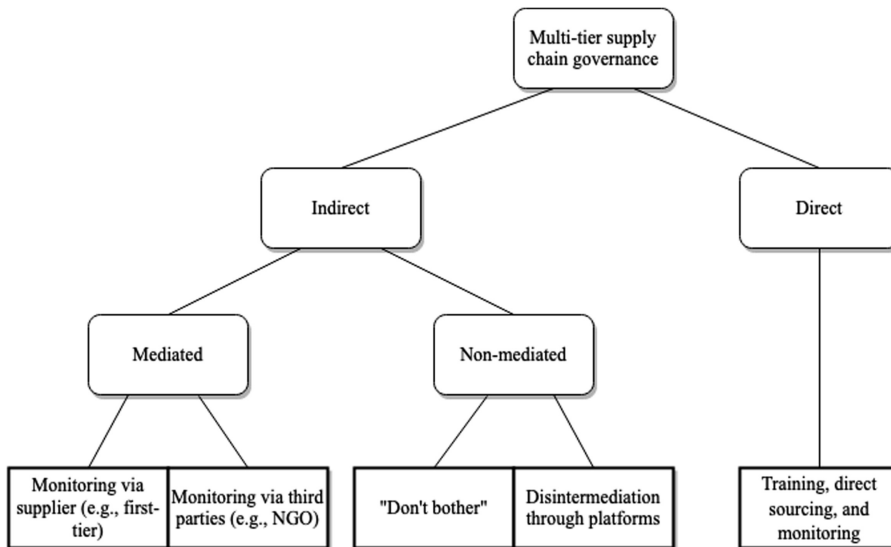 Multi-tier supply
chain governance
Indirect
Direct
Mediated
Non-mediated
Monitoring via
supplier (e.g., first-
tier)
Monitoring via third
parties (e.g., NGO)
"Don't bother"
Disintermediation
through platforms
Training, direct
sourcing, and
monitoring